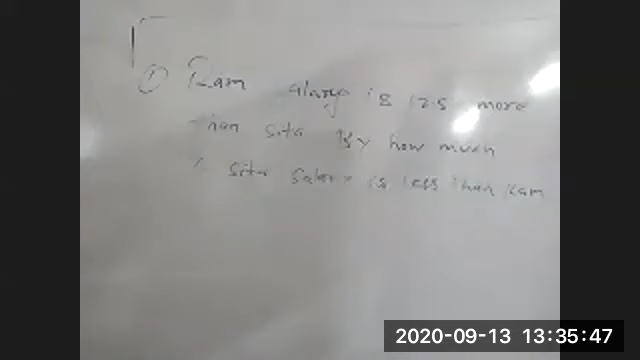 ① Ram alary is 12.5 more
than sita By how much
% sita salary is less than Ram
2020-09-13 13:35:47